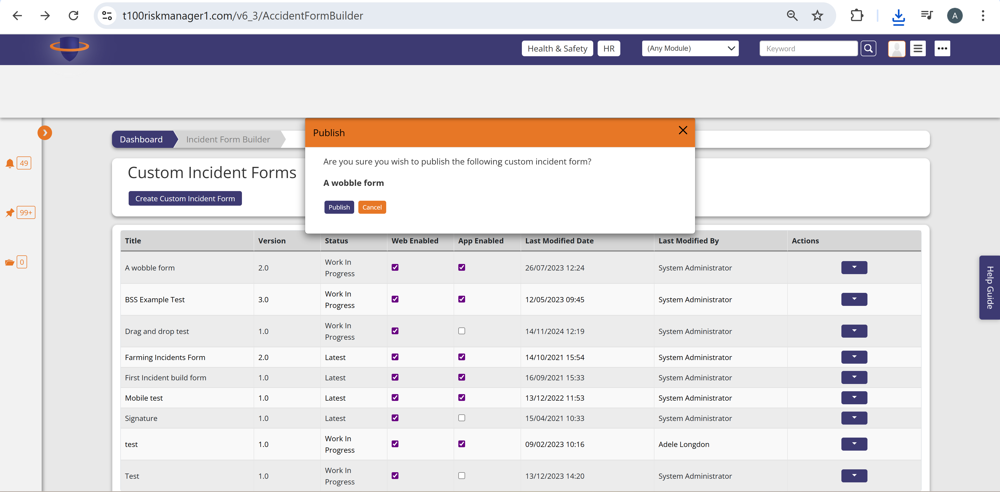 t100riskmanager1.com/v6_3/AccidentFormBuilder
A
Health & Safety
HR
(Any Module)
Keyword
Dashboard
Incident Form Builder
Publish
Are you sure you wish to publish the following custom incident form?
A wobble form
Publish Cancel
49
99+
0
Custom Incident Forms
Create Custom Incident Form
Title Version Status Web Enabled App Enabled Last Modified Date Last Modified By Actions
A wobble form 2.0 Work In Progress 26/07/2023 12:24 System Administrator
BSS Example Test 3.0 Work In Progress 12/05/2023 09:45 System Administrator
Drag and drop test 1.0 Work In Progress 14/11/2024 12:19 System Administrator
Farming Incidents Form 2.0 Latest 14/10/2021 15:54 System Administrator
First Incident build form 1.0 Latest 16/09/2021 15:33 System Administrator
Mobile test 1.0 Latest 13/12/2022 11:53 System Administrator
Signature 1.0 Latest 15/04/2021 10:33 System Administrator
test 1.0 Work In Progress 09/02/2023 10:16 Adele Longdon
Test 1.0 Work In Progress 13/12/2023 14:20 System Administrator
Help Guide